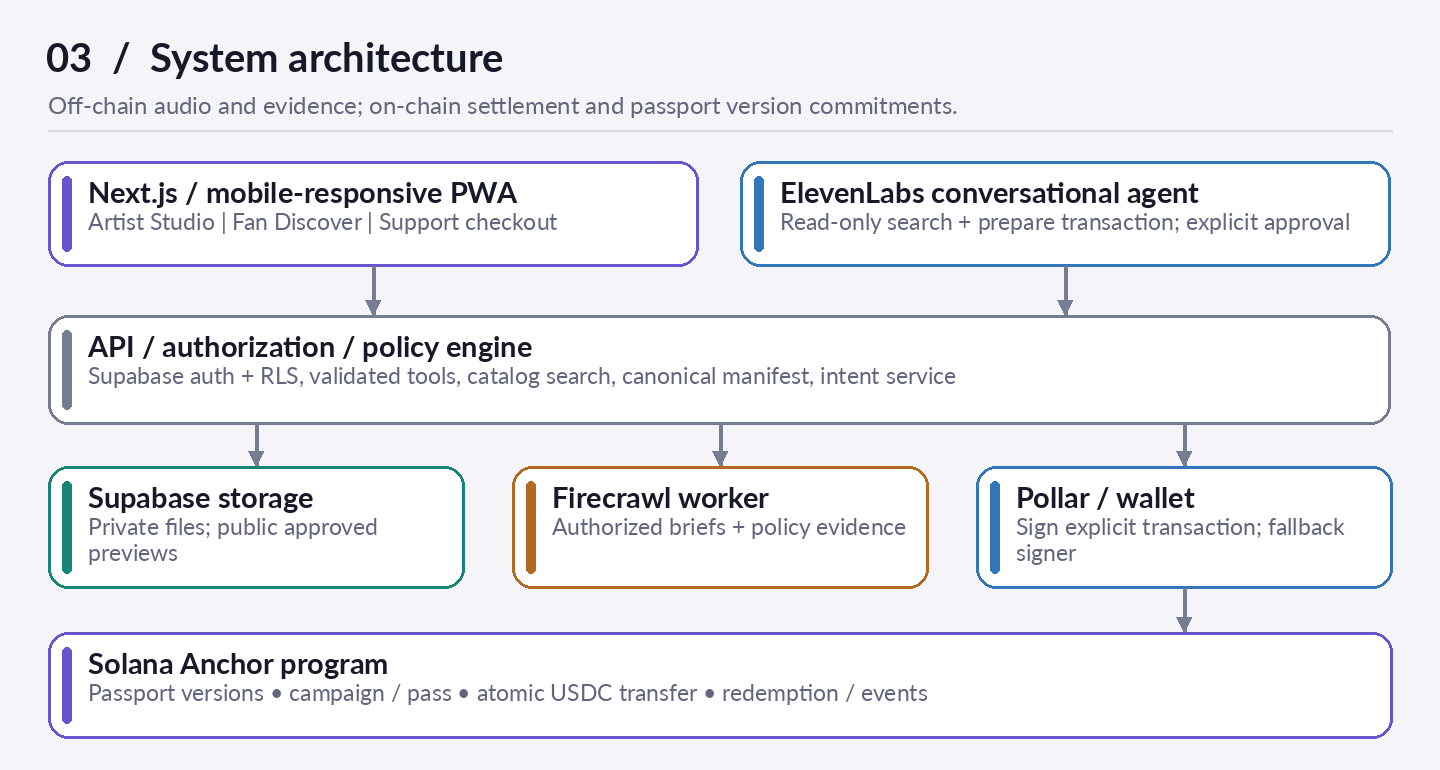 03 / System architecture
Off-chain audio and evidence; on-chain settlement and passport version commitments.
Next.js / mobile-responsive PWA
Artist Studio | Fan Discover | Support checkout
ElevenLabs conversational agent
Read-only search + prepare transaction; explicit approval
API / authorization / policy engine
Supabase auth + RLS, validated tools, catalog search, canonical manifest, intent service
Supabase storage
Private files; public approved
previews
Firecrawl worker
Authorized briefs + policy evidence
Pollar / wallet
Sign explicit transaction; fallback
signer
Solana Anchor program
Passport versions • campaign / pass • atomic USDC transfer • redemption / events